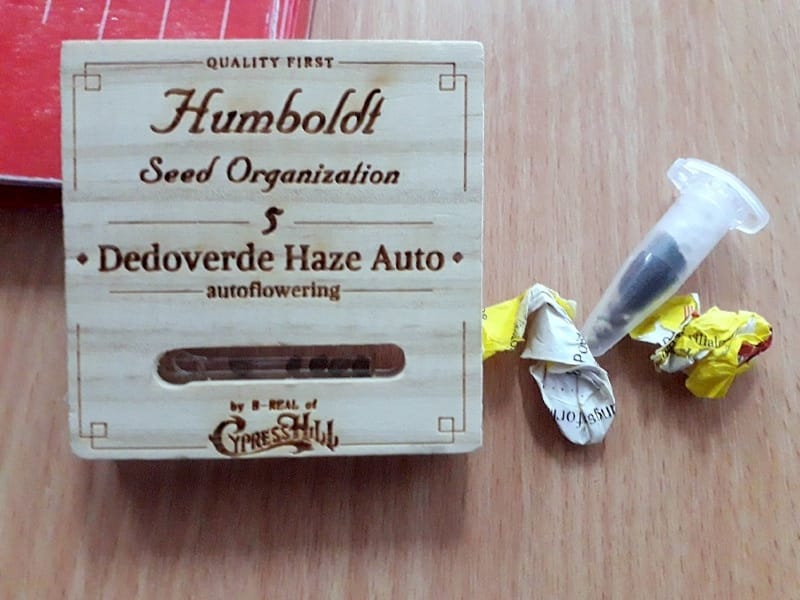 QUALITY FIRST
Humboldt
Seed Organization
5
Dedoverde Haze Auto
autoflowering
by B-REAL of
CYPRESS HILL